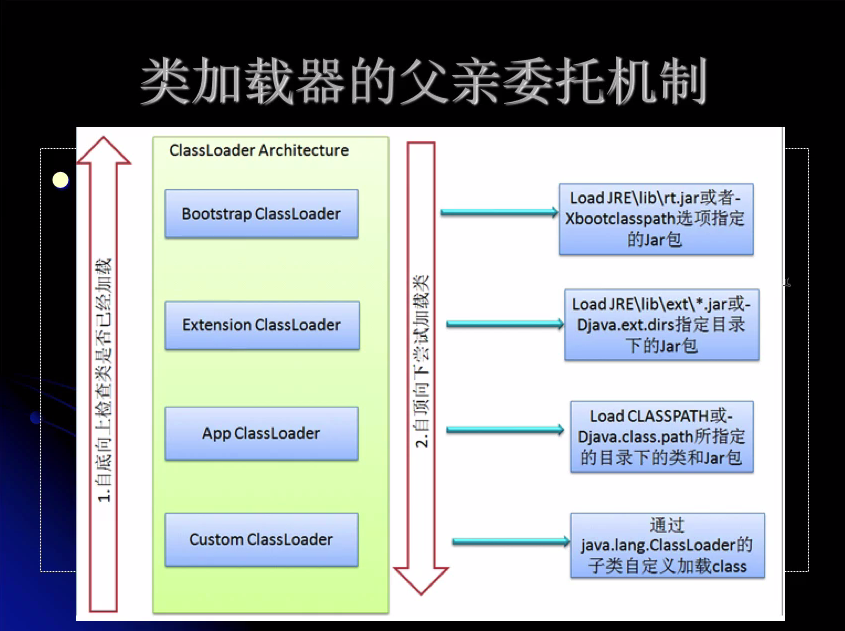 类加载器的父亲委托机制
1.自底向上检查类是否已经加载
ClassLoader Architecture
Bootstrap ClassLoader
Extension ClassLoader
App ClassLoader
Custom ClassLoader
2.自顶向下尝试加载类
Load JRE\lib\rt.jar或者-
Xbootclasspath选项指定
的Jar包
Load JRE\lib\ext\*.jar或-
Djava.ext.dirs指定目录
下的Jar包
Load CLASSPATH或-
Djava.class.path所指定
的目录下的类和Jar包
通过
java.lang.ClassLoader的
子类自定义加载class